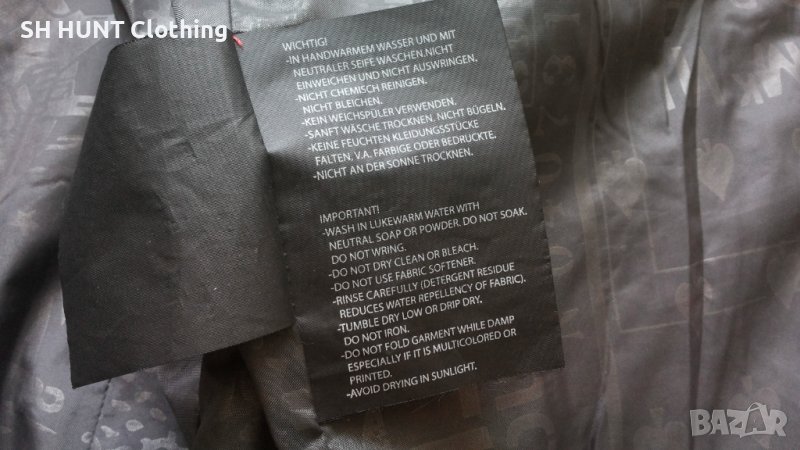 SH HUNT Clothing
WICHTIG!
-IN HANDWARMEM WASSER UND MIT
NEUTRALER SEIFE WASCHEN.NICHT
EINWEICHEN UND NICHT AUSWRINGEN.
-NICHT CHEMISCH REINIGEN.
NICHT BLEICHEN.
-KEIN WEICHSPÜLER VERWENDEN.
-SANFT WÄSCHE TROCKNEN. NICHT BÜGELN.
-KEINE FEUCHTEN KLEIDUNGSSTÜCKE
FALTEN, V.A. FARBIGE ODER BEDRUCKTE.
-NICHT AN DER SONNE TROCKNEN.
IMPORTANT!
-WASH IN LUKEWARM WATER WITH
NEUTRAL SOAP OR POWDER. DO NOT SOAK.
DO NOT WRING.
-DO NOT DRY CLEAN OR BLEACH.
-DO NOT USE FABRIC SOFTENER.
-RINSE CAREFULLY (DETERGENT RESIDUE
REDUCES WATER REPELLENCY OF FABRIC).
-TUMBLE DRY LOW OR DRIP DRY.
DO NOT IRON.
-DO NOT FOLD GARMENT WHILE DAMP
ESPECIALLY IF IT IS MULTICOLORED OR
PRINTED.
-AVOID DRYING IN SUNLIGHT.
BAZAR